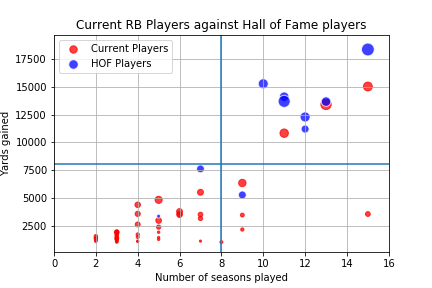 Current RB Players against Hall of Fame players
Current Players
HOF Players
17500
15000
12500
10000
7500
5000
2500
Yards gained
0 2 4 6 8 10 12 14 16
Number of seasons played